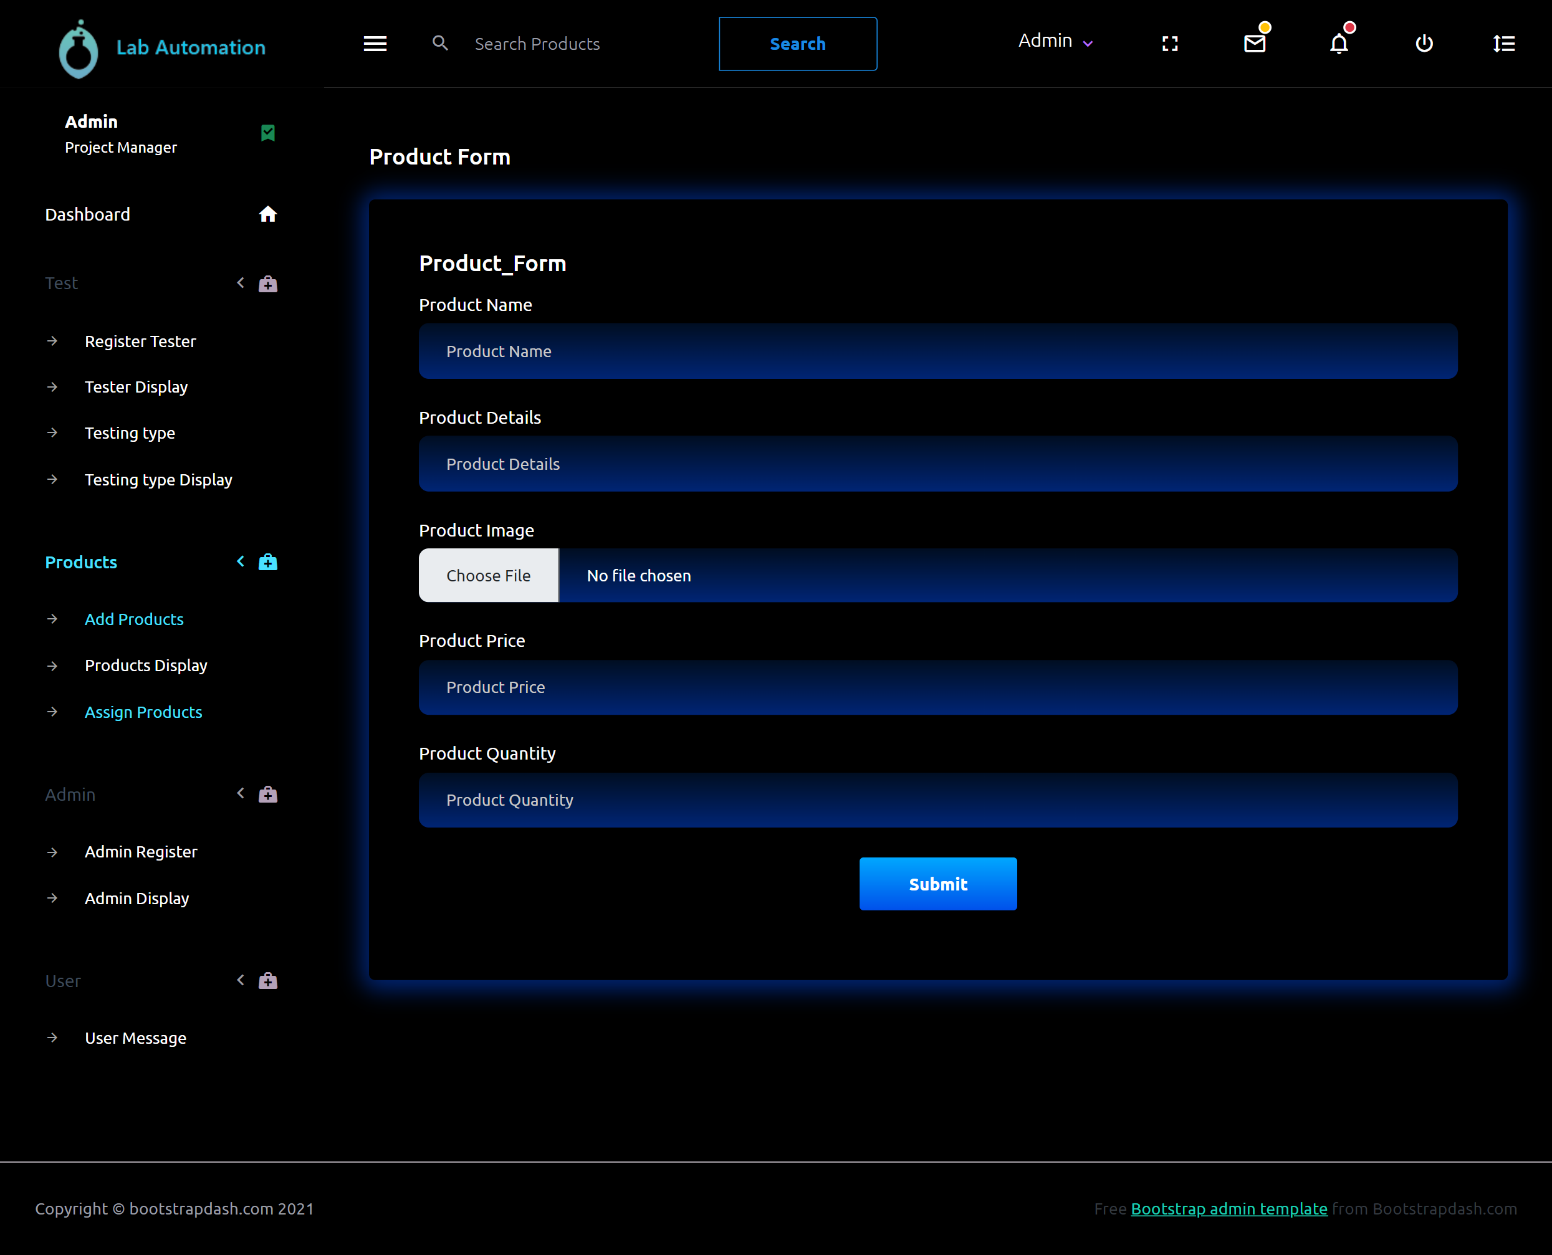 Lab Automation
Search Products
Search
Admin
Admin
Project Manager
Dashboard
Test
Register Tester
Tester Display
Testing type
Testing type Display
Products
Add Products
Products Display
Assign Products
Admin
Admin Register
Admin Display
User
User Message
Product Form
Product_Form
Product Name
Product Name
Product Details
Product Details
Product Image
Choose File No file chosen
Product Price
Product Price
Product Quantity
Product Quantity
Submit
Copyright © bootstrapdash.com 2021
Free Bootstrap admin template from Bootstrapdash.com